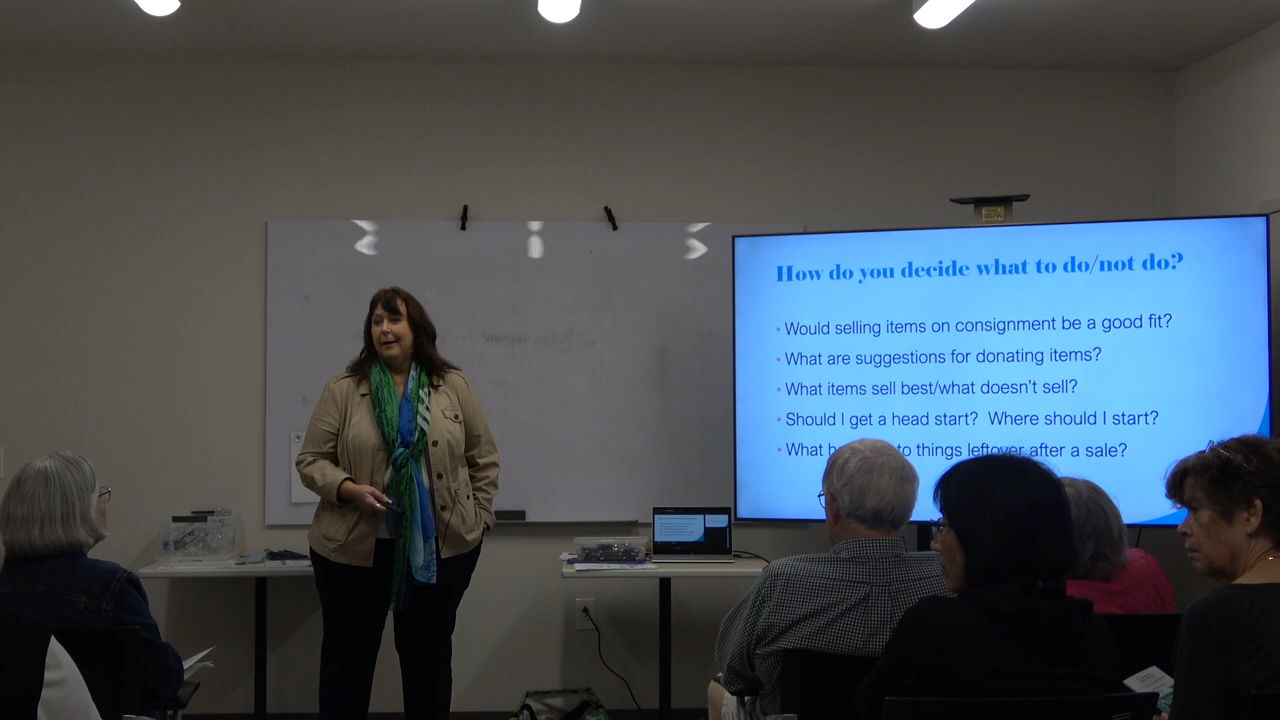 How do you decide what to do/not do?
• Would selling items on consignment be a good fit?
• What are suggestions for donating items?
• What items sell best/what doesn't sell?
• Should I get a head start?  Where should I start?
• What to things leftover after a sale?